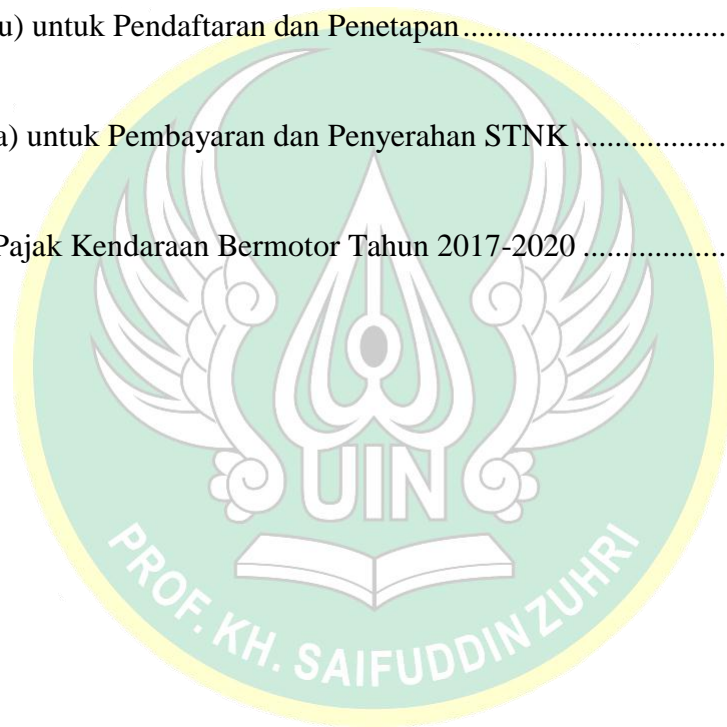 u) untuk Pendaftaran dan Penetapan................................
a) untuk Pembayaran dan Penyerahan STNK..................
Pajak Kendaraan Bermotor Tahun 2017-2020..................
UIN
PROF. KH. SAIFUDDIN ZUHRI